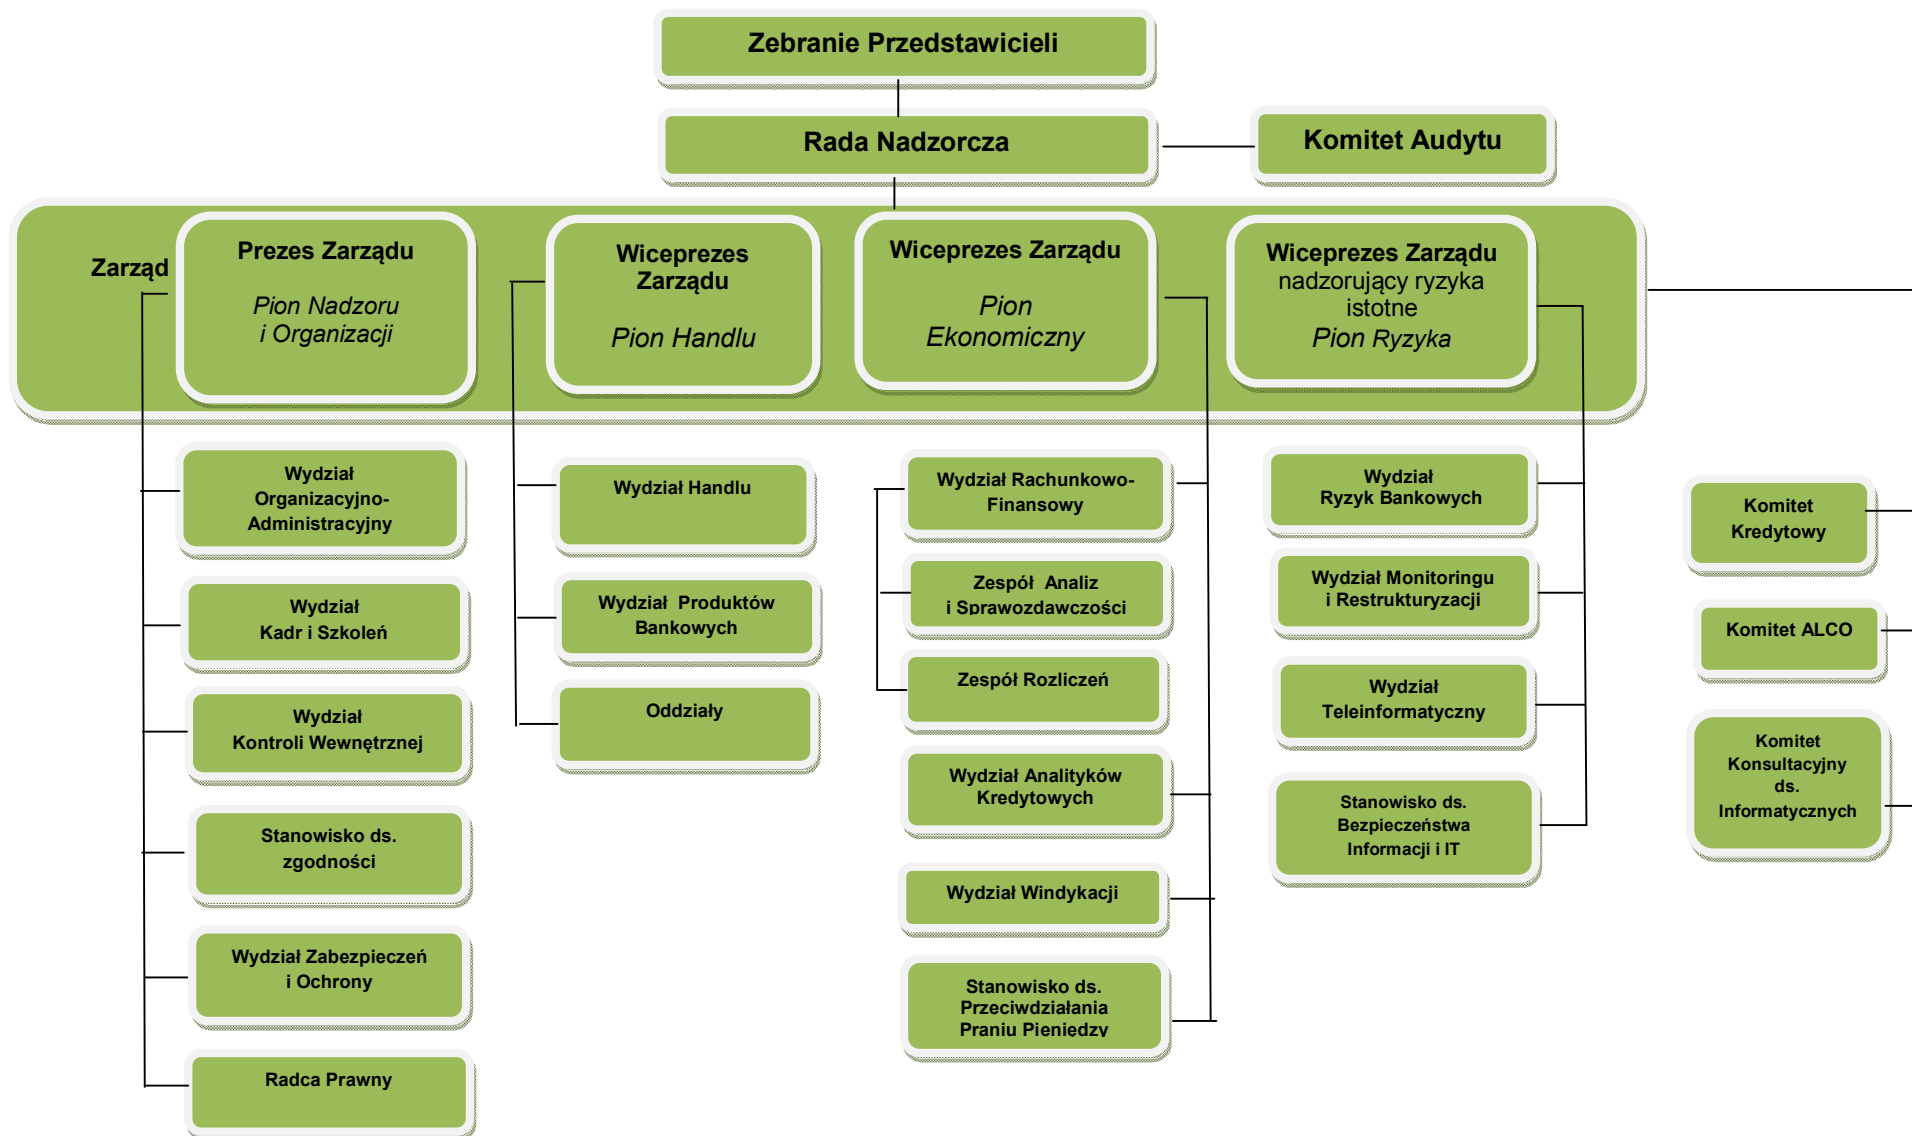 Zebranie Przedstawicieli
Rada Nadzorcza
Komitet Audytu
Zarząd
Prezes Zarządu
Pion Nadzoru
i Organizacji
Wiceprezes
Zarządu
Pion Handlu
Wiceprezes Zarządu
Pion
Ekonomiczny
Wiceprezes Zarządu
nadzorujący ryzyka
istotne
Pion Ryzyka
Wydział
Organizacyjno-
Administracyjny
Wydział
Kadr i Szkoleń
Wydział
Kontroli Wewnętrznej
Stanowisko ds.
zgodności
Wydział Zabezpieczeń
i Ochrony
Radca Prawny
Wydział Handlu
Wydział Produktów
Bankowych
Oddziały
Wydział Rachunkowo-
Finansowy
Zespół Analiz
i Sprawozdawczości
Zespół Rozliczeń
Wydział Analityków
Kredytowych
Wydział Windykacji
Stanowisko ds.
Przeciwdziałania
Praniu Pieniędzy
Wydział
Ryzyk Bankowych
Wydział Monitoringu
i Restrukturyzacji
Wydział
Teleinformatyczny
Stanowisko ds.
Bezpieczeństwa
Informacji i IT
Komitet
Kredytowy
Komitet ALCO
Komitet
Konsultacyjny
ds.
Informatycznych